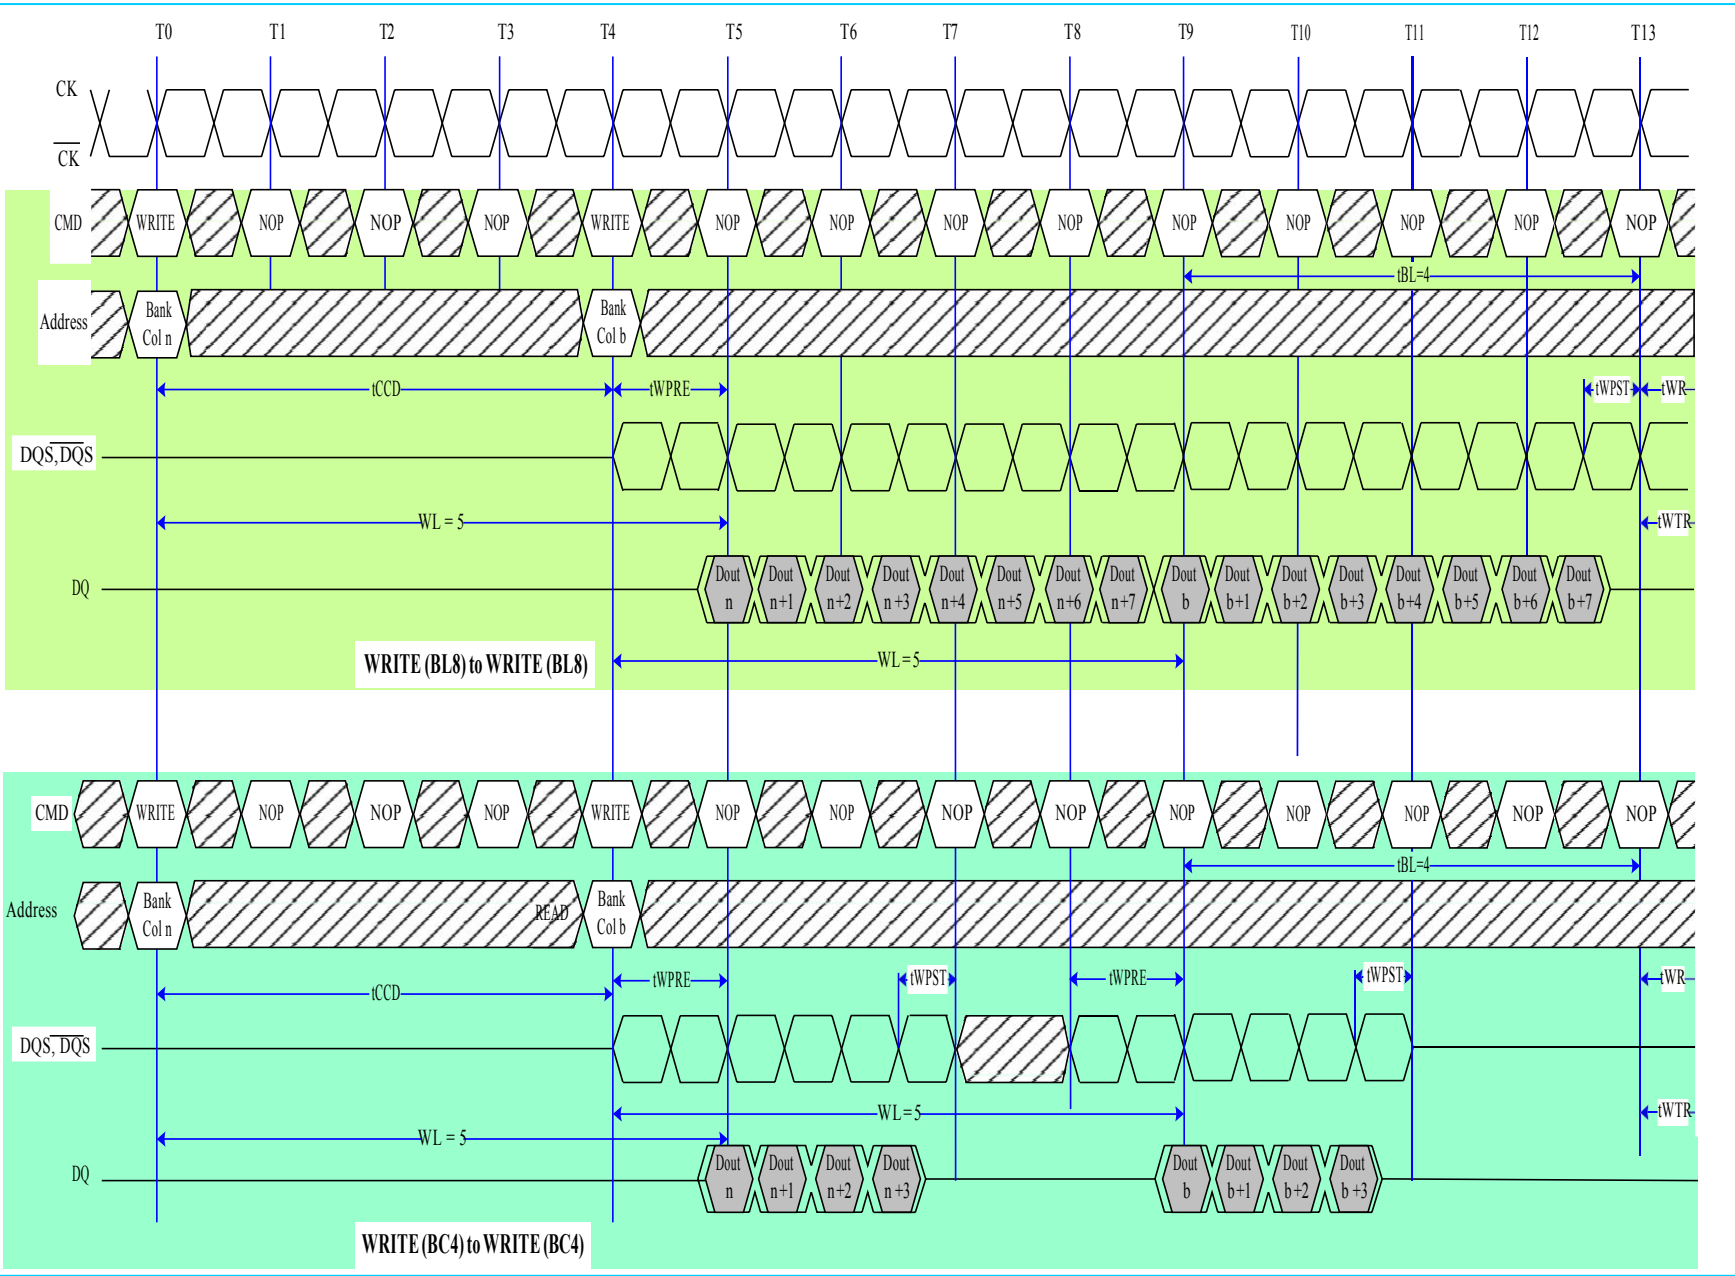 T0 T1 T2 T3 T4 T5 T6 T7 T8 T9 T10 T11 T12 T13
CK
CK
CMD WRITE NOP NOP NOP WRITE NOP NOP NOP NOP NOP NOP NOP NOP NOP
tBL=4
Address Bank Col n Bank Col b
tCCD tWPRE tWPST tWR
DQS,DQS
WL = 5 tWTR
DQ Dout n Dout n+1 Dout n+2 Dout n+3 Dout n+4 Dout n+5 Dout n+6 Dout n+7 Dout b Dout b+1 Dout b+2 Dout b+3 Dout b+4 Dout b+5 Dout b+6 Dout b+7
WRITE (BL8) to WRITE (BL8) WL = 5
CMD WRITE NOP NOP NOP WRITE NOP NOP NOP NOP NOP NOP NOP NOP NOP
tBL=4
Address Bank Col n READ Bank Col b
tCCD tWPRE tWPST tWPRE tWPST tWR
DQS, DQS
WL = 5 tWTR
WL = 5
DQ Dout n Dout n+1 Dout n+2 Dout n+3 Dout b Dout b+1 Dout b+2 Dout b+3
WRITE (BC4) to WRITE (BC4)